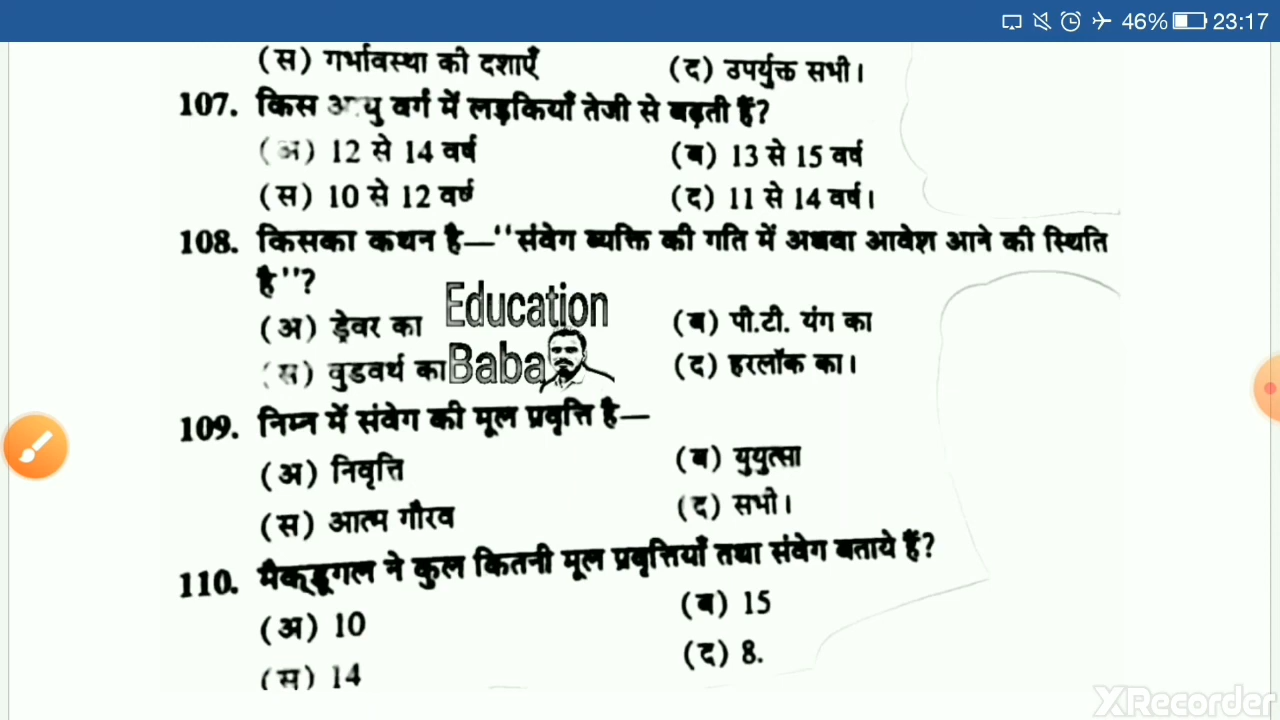 46% 23:17
(स) गर्भावस्था की दशाएँ (द) उपर्युक्त सभी।
107. किस आयु वर्ग में लड़कियाँ तेजी से बढ़ती हैं?
(अ) 12 से 14 वर्ष (ब) 13 से 15 वर्ष
(स) 10 से 12 वर्ष (द) 11 से 14 वर्ष।
108. किसका कथन है—"संवेग व्यक्ति की गति में अथवा आवेश आने की स्थिति
है"?
(अ) ड्रेवर का (ब) पी.टी. यंग का
(स) वुडवर्थ का (द) हरलॉक का।
Education
Baba
109. निम्न में संवेग की मूल प्रवृत्ति है—
(अ) निवृत्ति (ब) युयुत्सा
(स) आत्म गौरव (द) सभी।
110. मैक्डूगल ने कुल कितनी मूल प्रवृत्तियाँ तथा संवेग बताये हैं?
(अ) 10 (ब) 15
(स) 14 (द) 8.
XRecorder